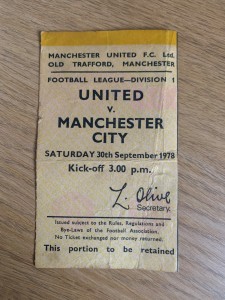 MANCHESTER UNITED F.C. Ltd.
OLD TRAFFORD, MANCHESTER
FOOTBALL LEAGUE—DIVISION 1
UNITED
v.
MANCHESTER
CITY
SATURDAY 30th September 1978
Kick-off 3.00 p.m.
L. Olive
Secretary.
Issued subject to the Rules, Regulations and
Bye-Laws of the Football Association.
No Ticket exchanged nor money returned.
This portion to be retained